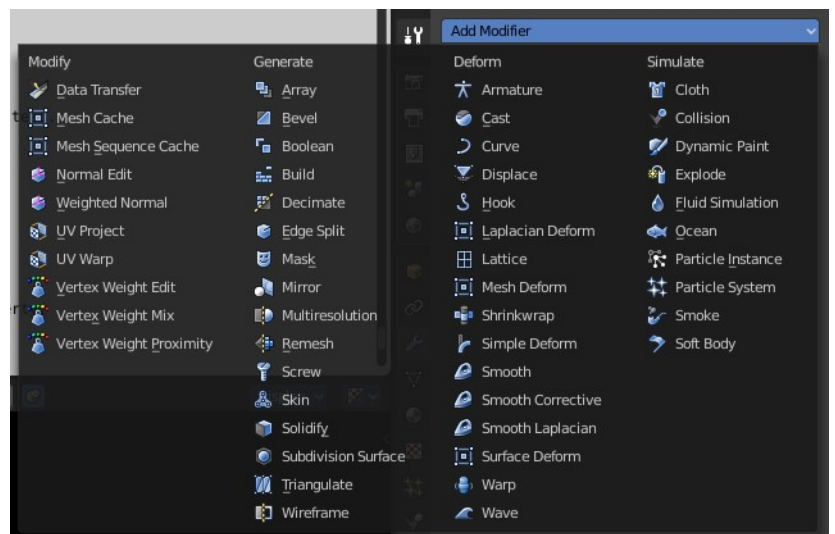 Add Modifier
Modify
Data Transfer
Mesh Cache
Mesh Sequence Cache
Normal Edit
Weighted Normal
UV Project
UV Warp
Vertex Weight Edit
Vertex Weight Mix
Vertex Weight Proximity
Generate
Array
Bevel
Boolean
Build
Decimate
Edge Split
Mask
Mirror
Multiresolution
Remesh
Screw
Skin
Solidify
Subdivision Surface
Triangulate
Wireframe
Deform
Armature
Cast
Curve
Displace
Hook
Laplacian Deform
Lattice
Mesh Deform
Shrinkwrap
Simple Deform
Smooth
Smooth Corrective
Smooth Laplacian
Surface Deform
Warp
Wave
Simulate
Cloth
Collision
Dynamic Paint
Explode
Fluid Simulation
Ocean
Particle Instance
Particle System
Smoke
Soft Body